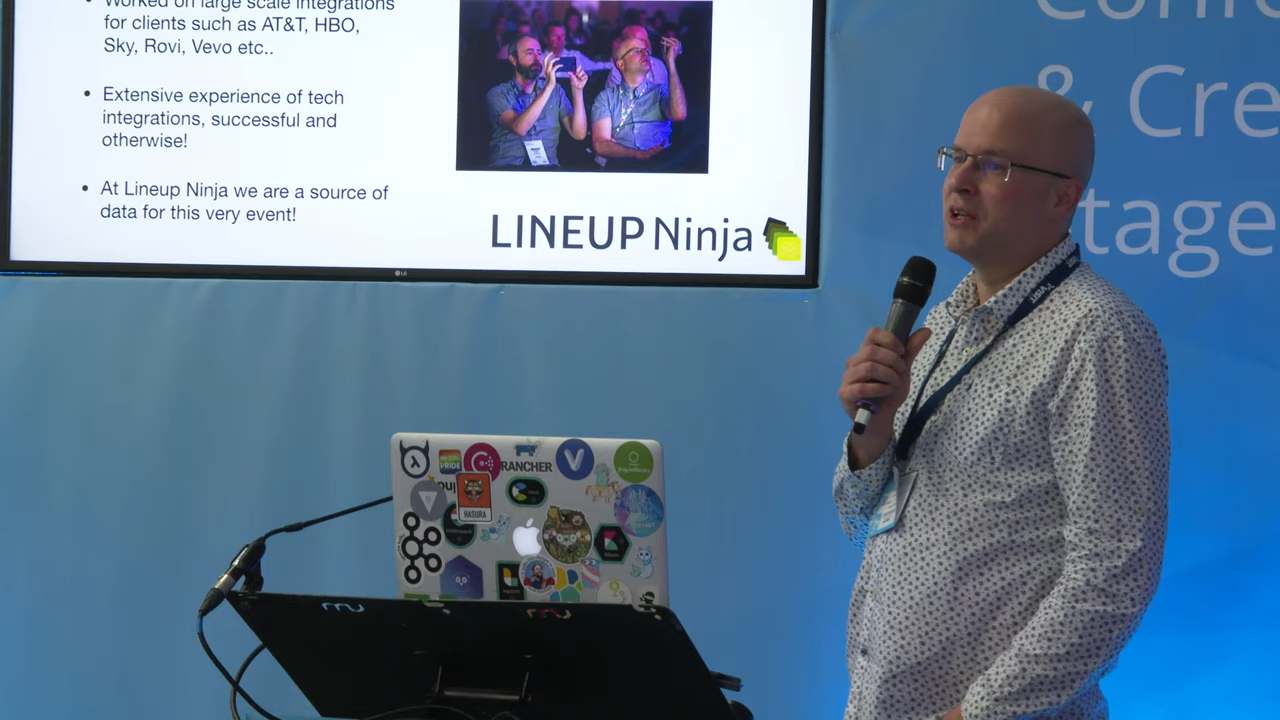 Worked on large scale integrations
for clients such as AT&T, HBO,
Sky, Rovi, Vevo etc..
• Extensive experience of tech
integrations, successful and
otherwise!
• At Lineup Ninja we are a source of
data for this very event!
LINEUP Ninja
LG
& Cre
tage
PRIDE
RANCHER
HASURA